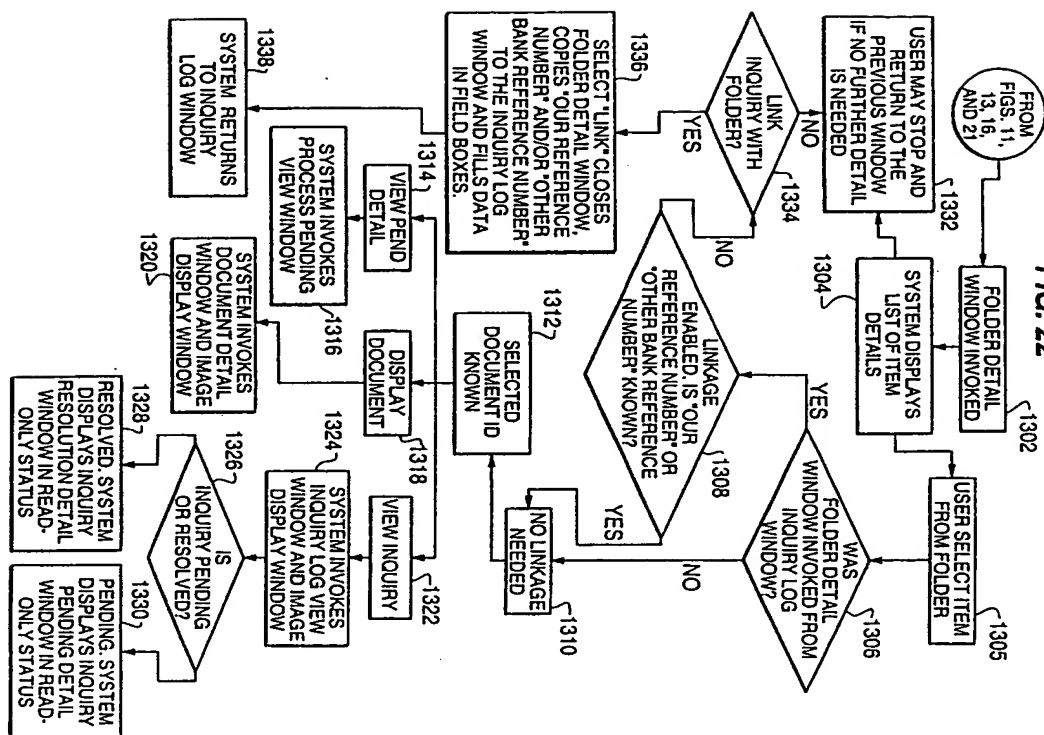 FIG. 22
FROM
FIGS. 11,
13, 16,
AND 21
FOLDER DETAIL
WINDOW INVOKED
1302
SYSTEM DISPLAYS
LIST OF ITEM
DETAILS
1304
USER MAY STOP AND
RETURN TO THE
PREVIOUS WINDOW
IF NO FURTHER DETAIL
IS NEEDED
1332
USER SELECT ITEM
FROM FOLDER
1305
WAS
FOLDER DETAIL
WINDOW INVOKED FROM
INQUIRY LOG
WINDOW?
1306
YES
NO
LINKAGE
ENABLED. IS "OUR
REFERENCE NUMBER" OR
"OTHER BANK REFERENCE
NUMBER" KNOWN?
1308
NO
YES
NO LINKAGE
NEEDED
1310
LINK
INQUIRY WITH
FOLDER?
1334
NO
YES
SELECT "LINK" CLOSES
FOLDER DETAIL WINDOW,
COPIES "OUR REFERENCE
NUMBER" AND/OR "OTHER
BANK REFERENCE NUMBER"
TO THE INQUIRY LOG
WINDOW AND FILLS DATA
IN FIELD BOXES.
1336
SYSTEM RETURNS
TO INQUIRY
LOG WINDOW
1338
SELECTED
DOCUMENT ID
KNOWN
1312
VIEW PEND
DETAIL
1314
SYSTEM INVOKES
PROCESS PENDING
VIEW WINDOW
1316
DISPLAY
DOCUMENT
1318
SYSTEM INVOKES
DOCUMENT DETAIL
WINDOW AND IMAGE
DISPLAY WINDOW
1320
VIEW INQUIRY
1322
SYSTEM INVOKES
INQUIRY LOG VIEW
WINDOW AND IMAGE
DISPLAY WINDOW
1324
IS
INQUIRY PENDING
OR RESOLVED?
1326
RESOLVED. SYSTEM
DISPLAYS INQUIRY
RESOLUTION DETAIL
WINDOW IN READ-
ONLY STATUS
1328
PENDING. SYSTEM
DISPLAYS INQUIRY
PENDING DETAIL
WINDOW IN READ-
ONLY STATUS
1330